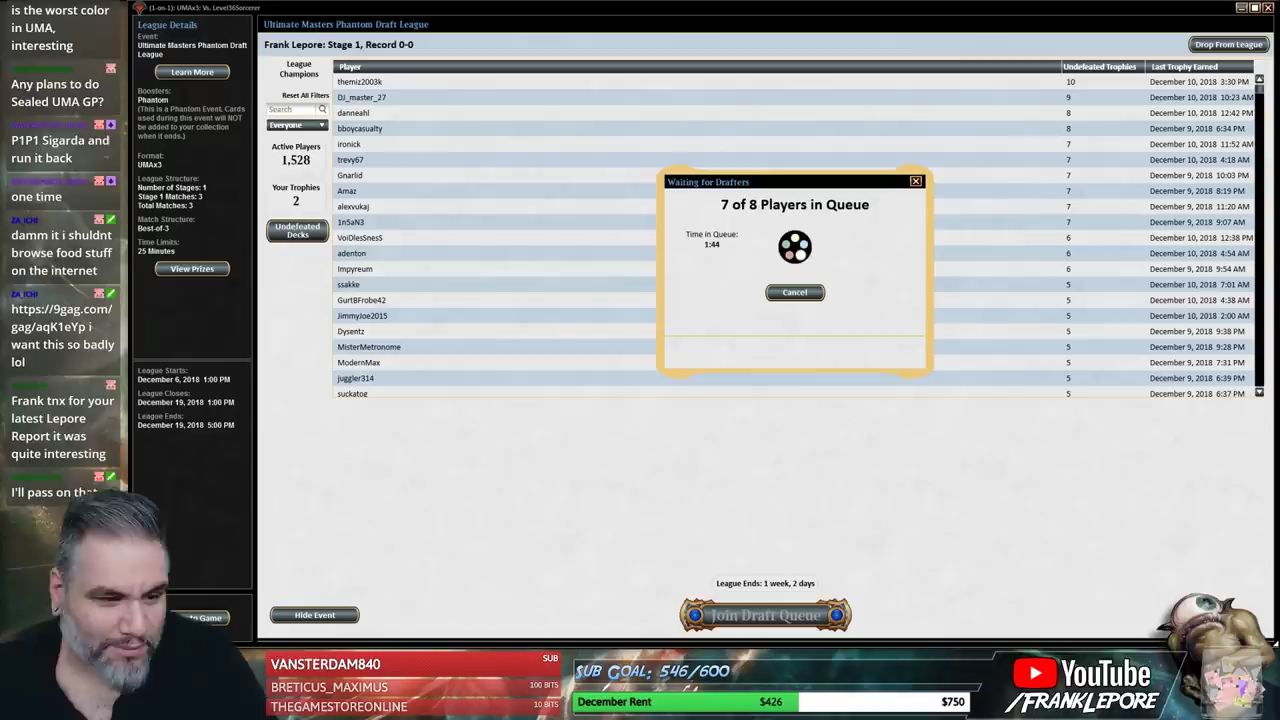 (1-on-1): UMAx3: Vs. Level36Sorcerer
is the worst color
in UMA,
interesting
Any plans to do
Sealed UMA GP?
P1P1 Sigarda and
run it back
one time
ZA_ICHI
damm it i shuldnt
browse foodstuff
on the internet
ZA_ICHI
https://9gag.com/
gag/aqK1eYp i
want this so badly
lol
Frank tnx for your
latest Lepox
Report it was
quite interesting
I'll pass on that
League Details
Event:
Ultimate Masters Phantom Draft
League
Learn More
Boosters:
Phantom
(This is a Phantom Event. Cards
used during this event will NOT
be added to your collection
when it ends.)
Format:
UMAx3
League Structure:
Number of Stages: 1
Stage 1 Matches: 3
Total Matches: 3
Match Structure:
Best-of-3
Time Limits:
25 Minutes
View Prizes
League Starts:
December 6, 2018 1:00 PM
League Closes:
December 19, 2018 1:00 PM
League Ends:
December 19, 2018 5:00 PM
to Game
Ultimate Masters Phantom Draft League
Frank Lepore: Stage 1, Record 0-0
Drop From League
League
Champions
Reset All Filters
Search
Everyone
Active Players
1,528
Your Trophies
2
Undefeated
Decks
Player Undefeated Trophies Last Trophy Earned
themiz2003k 10 December 10, 2018 3:30 PM
DJ_master_27 9 December 10, 2018 10:23 AM
danneahl 8 December 10, 2018 12:42 PM
bboycasualty 8 December 9, 2018 6:34 PM
ironick 7 December 10, 2018 11:52 AM
trevy67 7 December 10, 2018 4:18 AM
Gnarlid 7 December 9, 2018 10:03 PM
Amaz 7 December 9, 2018 8:19 PM
alexvukaj 7 December 9, 2018 11:20 AM
1n5aN3 7 December 9, 2018 9:07 AM
VoiDlesSnesS 6 December 10, 2018 12:38 PM
adenton 6 December 10, 2018 4:54 AM
Impyreum 6 December 9, 2018 9:54 AM
ssakke 5 December 10, 2018 7:01 AM
GurtBFrobe42 5 December 10, 2018 4:38 AM
JimmyJoe2015 5 December 10, 2018 2:00 AM
Dysentz 5 December 9, 2018 9:38 PM
MisterMetronome 5 December 9, 2018 9:28 PM
ModernMax 5 December 9, 2018 7:31 PM
juggler314 5 December 9, 2018 6:39 PM
suckatog 5 December 9, 2018 6:37 PM
Waiting for Drafters
7 of 8 Players in Queue
Time in Queue:
1:44
Cancel
League Ends: 1 week, 2 days
Hide Event
Join Draft Queue
VANSTERDAM840 SUB
BRETICUS_MAXIMUS 100 BITS
THEGAMESTOREONLINE 10 BITS
SUB GOAL: 546/600
December Rent $426 $750
YouTube
/FRANKLEPORE